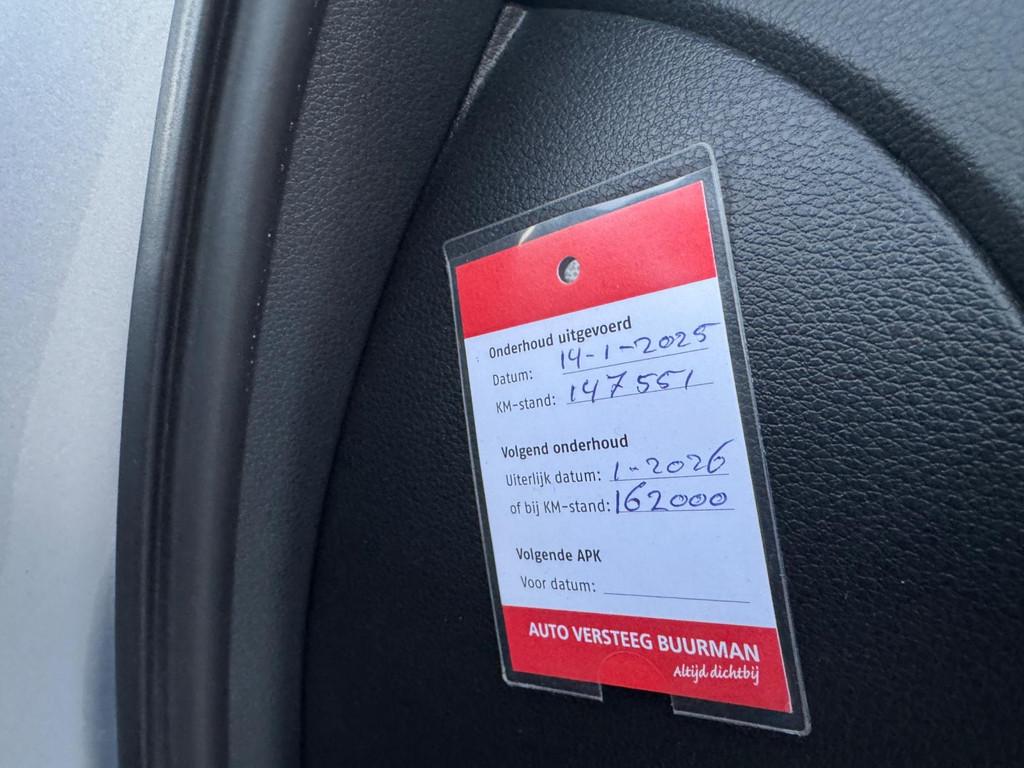 Onderhoud uitgevoerd
Datum: 14-1-2025
KM-stand: 147551
Volgend onderhoud
Uiterlijk datum: 1-2026
of bij KM-stand: 162000
Volgende APK
Voor datum:
AUTO VERSTEEG BUURMAN
Altijd dichtbij